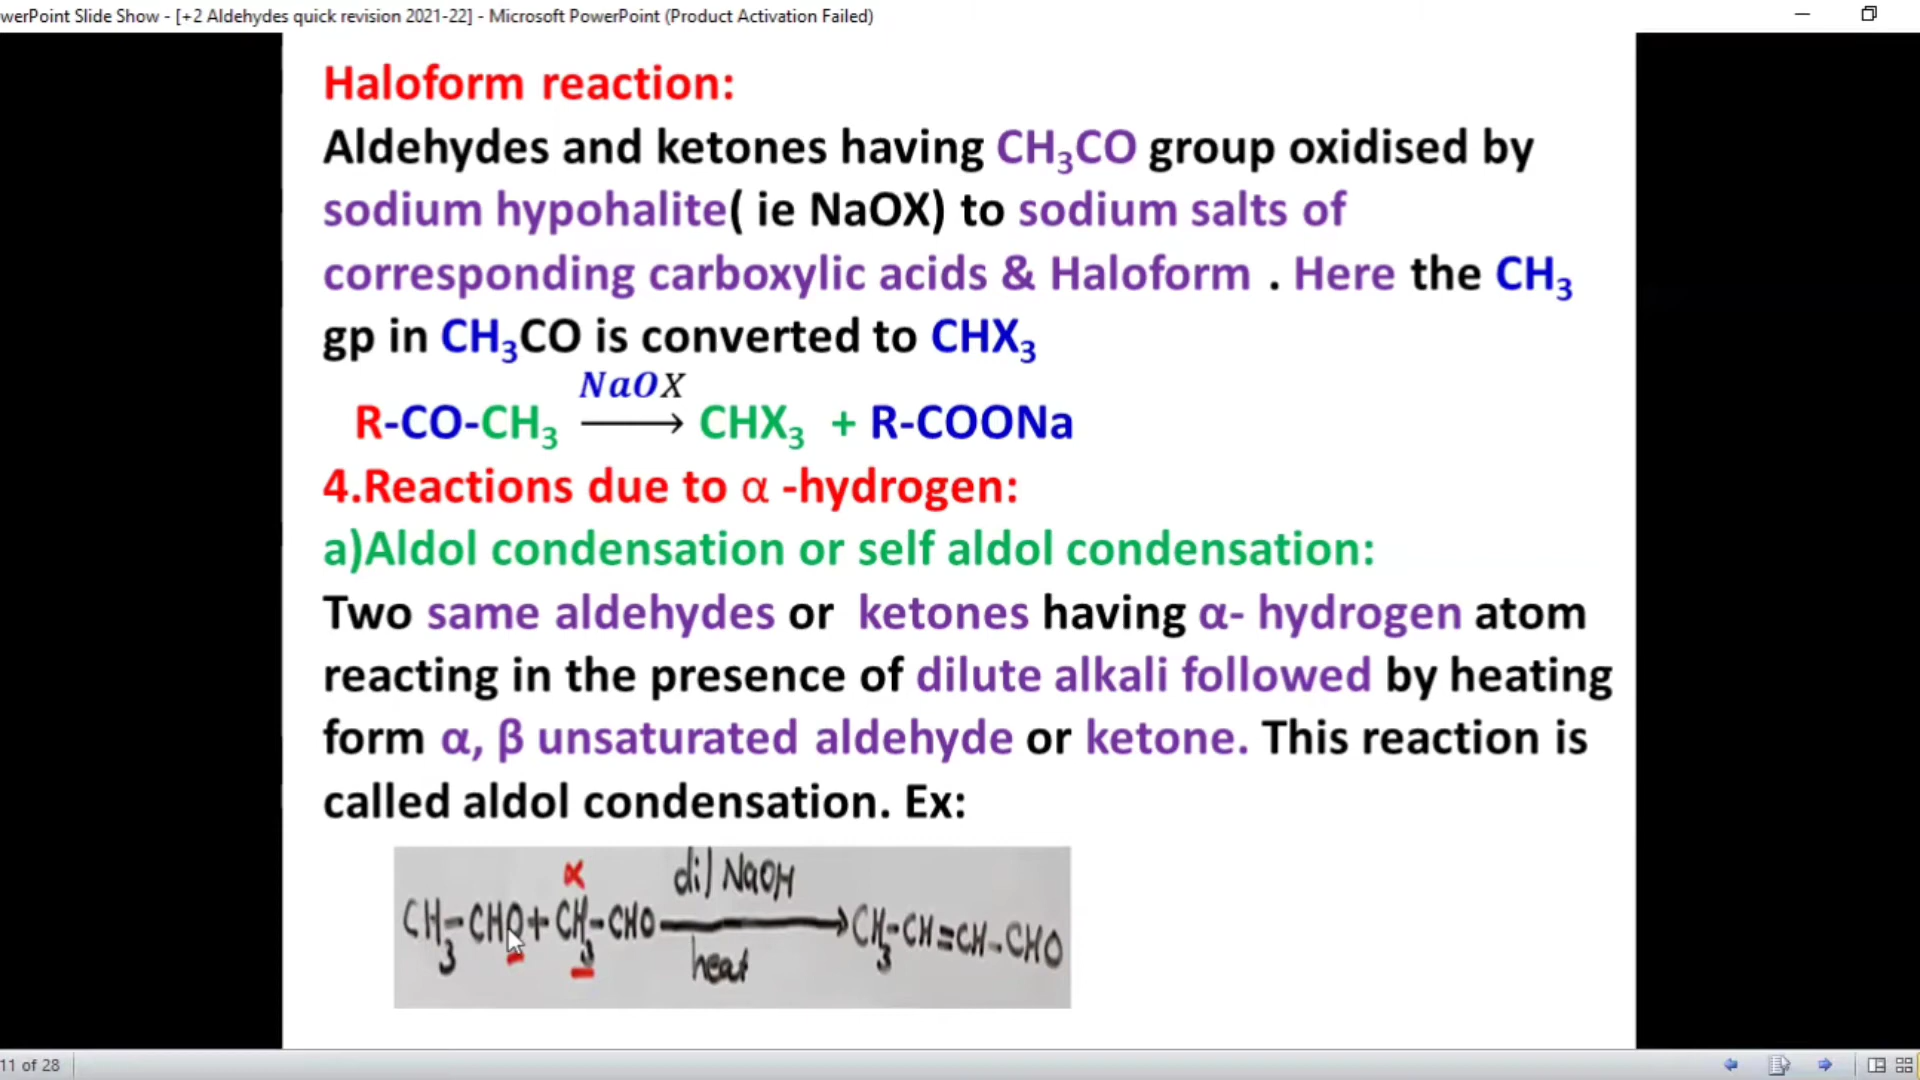 werPoint Slide Show - [+2 Aldehydes quick revision 2021-22] - Microsoft PowerPoint (Product Activation Failed)
Haloform reaction:
Aldehydes and ketones having CH₃CO group oxidised by
sodium hypohalite( ie NaOX) to sodium salts of
corresponding carboxylic acids & Haloform . Here the CH₃
gp in CH₃CO is converted to CHX₃
NaOX
R-CO-CH₃ ⟶ CHX₃ + R-COONa
4.Reactions due to α -hydrogen:
a)Aldol condensation or self aldol condensation:
Two same aldehydes or ketones having α- hydrogen atom
reacting in the presence of dilute alkali followed by heating
form α, β unsaturated aldehyde or ketone. This reaction is
called aldol condensation. Ex:
α dil NaOH
CH₃-CHO+CH₃-CHO ⟶ CH₃-CH=CH-CHO
heat
11 of 28